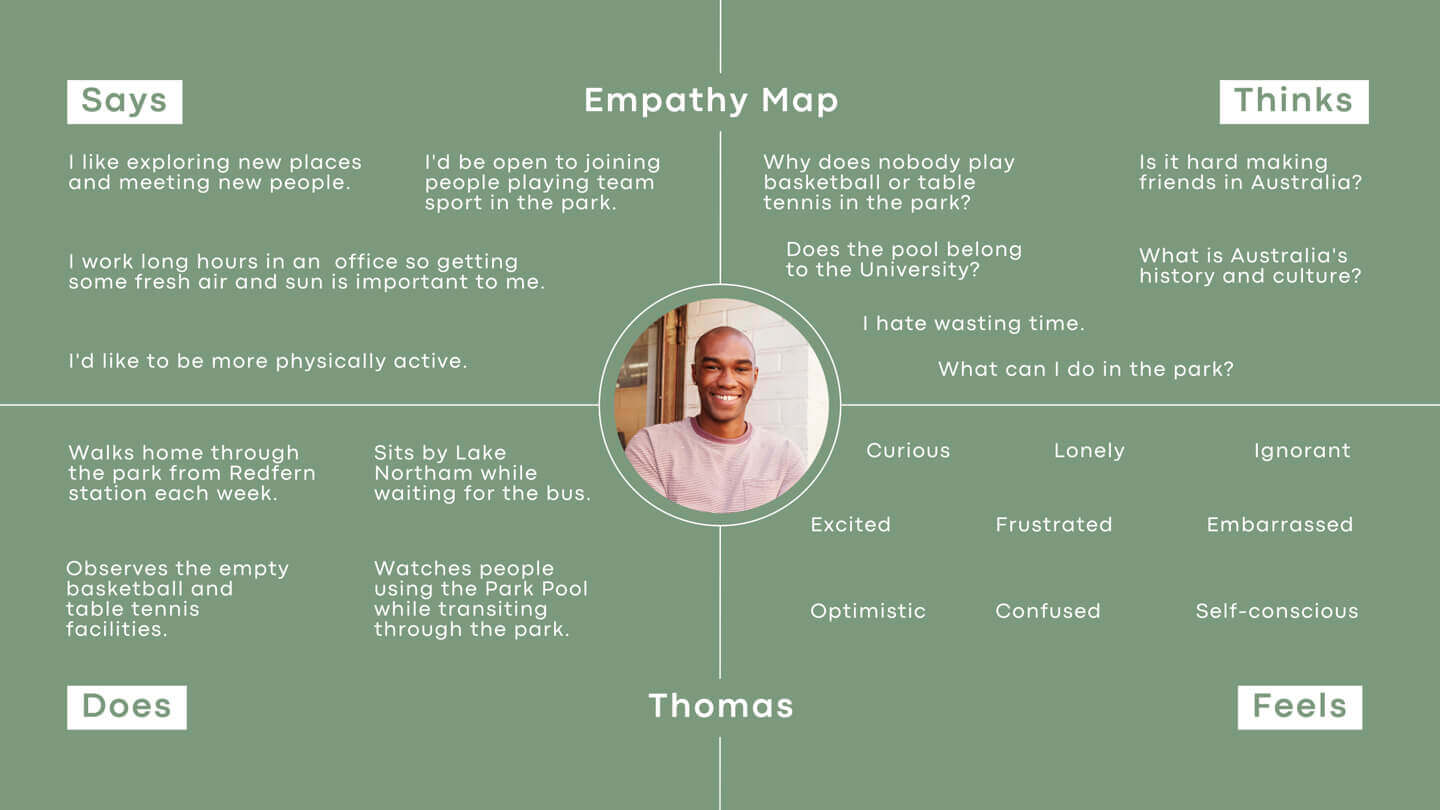 Empathy Map
Says
I like exploring new places
and meeting new people.
I'd be open to joining
people playing team
sport in the park.
I work long hours in an  office so getting
some fresh air and sun is important to me.
I'd like to be more physically active.
Thinks
Why does nobody play
basketball or table
tennis in the park?
Is it hard making
friends in Australia?
Does the pool belong
to the University?
What is Australia's
history and culture?
I hate wasting time.
What can I do in the park?
Walks home through
the park from Redfern
station each week.
Sits by Lake
Northam while
waiting for the bus.
Observes the empty
basketball and
table tennis
facilities.
Watches people
using the Park Pool
while transiting
through the park.
Does
Thomas
Curious
Lonely
Ignorant
Excited
Frustrated
Embarrassed
Optimistic
Confused
Self-conscious
Feels